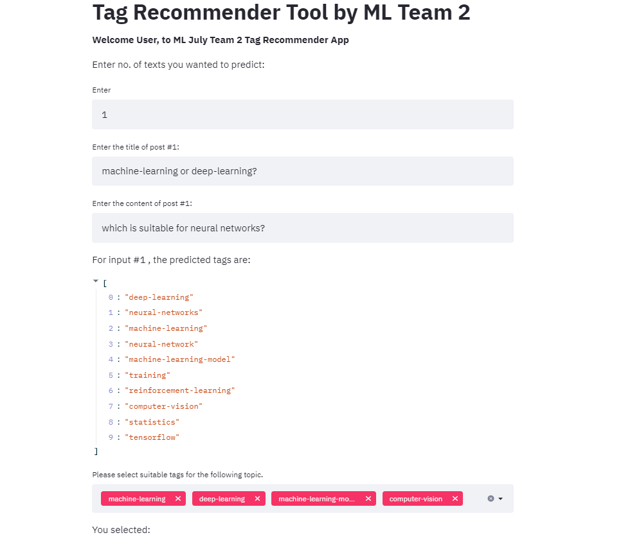 Tag Recommender Tool by ML Team 2
Welcome User, to ML July Team 2 Tag Recommender App
Enter no. of texts you wanted to predict:
Enter
1
Enter the title of post #1:
machine-learning or deep-learning?
Enter the content of post #1:
which is suitable for neural networks?
For input #1 , the predicted tags are:
[
0 : "deep-learning"
1 : "neural-networks"
2 : "machine-learning"
3 : "neural-network"
4 : "machine-learning-model"
5 : "training"
6 : "reinforcement-learning"
7 : "computer-vision"
8 : "statistics"
9 : "tensorflow"
]
Please select suitable tags for the following topic.
machine-learning × deep-learning × machine-learning-mo... × computer-vision ×
You selected: